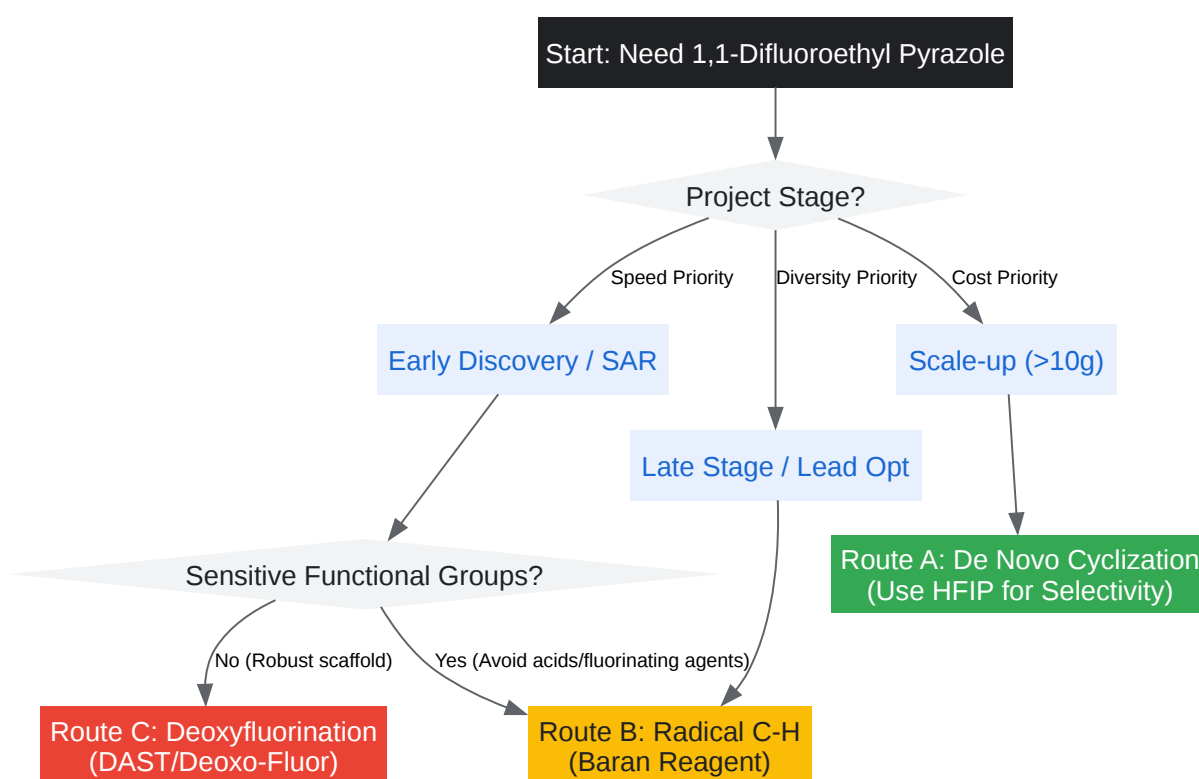 Start: Need 1,1-Difluoroethyl Pyrazole
Project Stage?
Speed Priority
Diversity Priority
Cost Priority
Early Discovery / SAR
Scale-up (>10g)
Late Stage / Lead Opt
Sensitive Functional Groups?
Route A: De Novo Cyclization
(Use HFIP for Selectivity)
No (Robust scaffold)
Yes (Avoid acids/fluorinating agents)
Route C: Deoxyfluorination
(DAST/Deoxo-Fluor)
Route B: Radical C-H
(Baran Reagent)